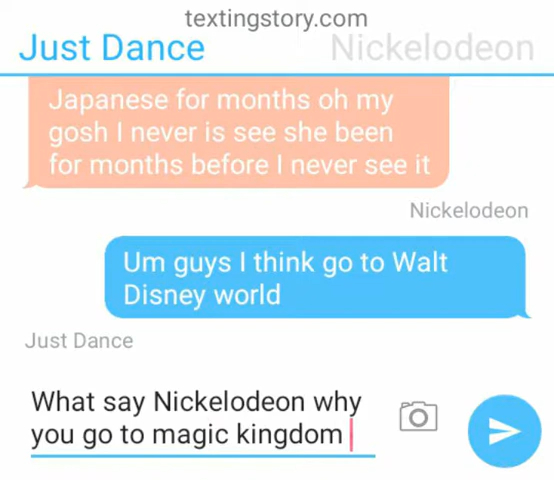 textingstory.com
Just Dance
Nickelodeon
Japanese for months oh my
gosh I never is see she been
for months before I never see it
Nickelodeon
Um guys I think go to Walt
Disney world
Just Dance
What say Nickelodeon why
you go to magic kingdom